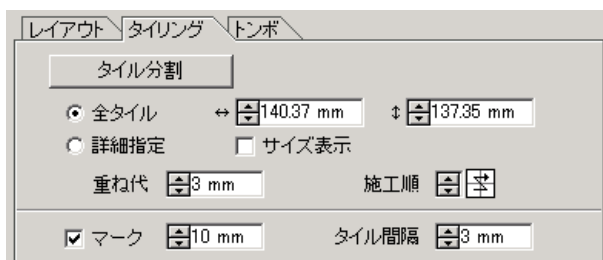 レイアウト タイリング トンボ
タイル分割
全タイル ↔ 140.37 mm ↕ 137.35 mm
詳細指定 サイズ表示
重ね代 3 mm 施工順
マーク 10 mm タイル間隔 3 mm